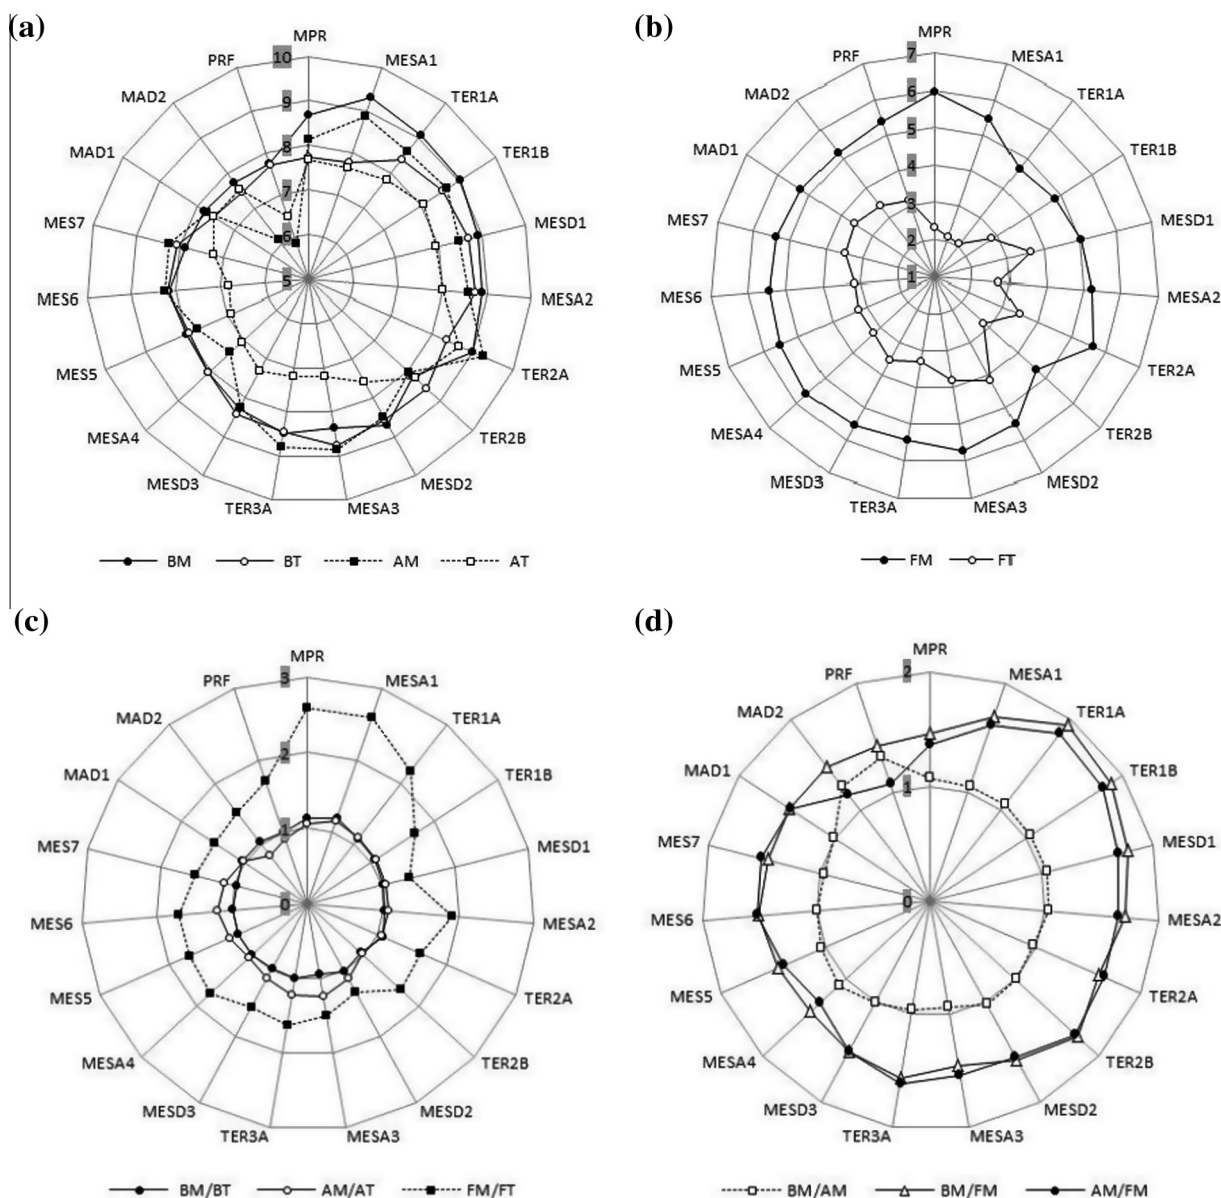 (a)
MPR
MESA1
TER1A
TER1B
MESD1
MESA2
TER2A
TER2B
MESD2
MESA3
TER3A
MESD3
MESA4
MES5
MES6
MES7
MAD1
MAD2
PRF
10
9
8
7
6
5
BM BT AM AT
(b)
MPR
MESA1
TER1A
TER1B
MESD1
MESA2
TER2A
TER2B
MESD2
MESA3
TER3A
MESD3
MESA4
MES5
MES6
MES7
MAD1
MAD2
PRF
7
6
5
4
3
2
1
FM FT
(c)
MPR
MESA1
TER1A
TER1B
MESD1
MESA2
TER2A
TER2B
MESD2
MESA3
TER3A
MESD3
MESA4
MES5
MES6
MES7
MAD1
MAD2
PRF
3
2
1
0
BM/BT AM/AT FM/FT
(d)
MPR
MESA1
TER1A
TER1B
MESD1
MESA2
TER2A
TER2B
MESD2
MESA3
TER3A
MESD3
MESA4
MES5
MES6
MES7
MAD1
MAD2
PRF
2
1
0
BM/AM BM/FM AM/FM